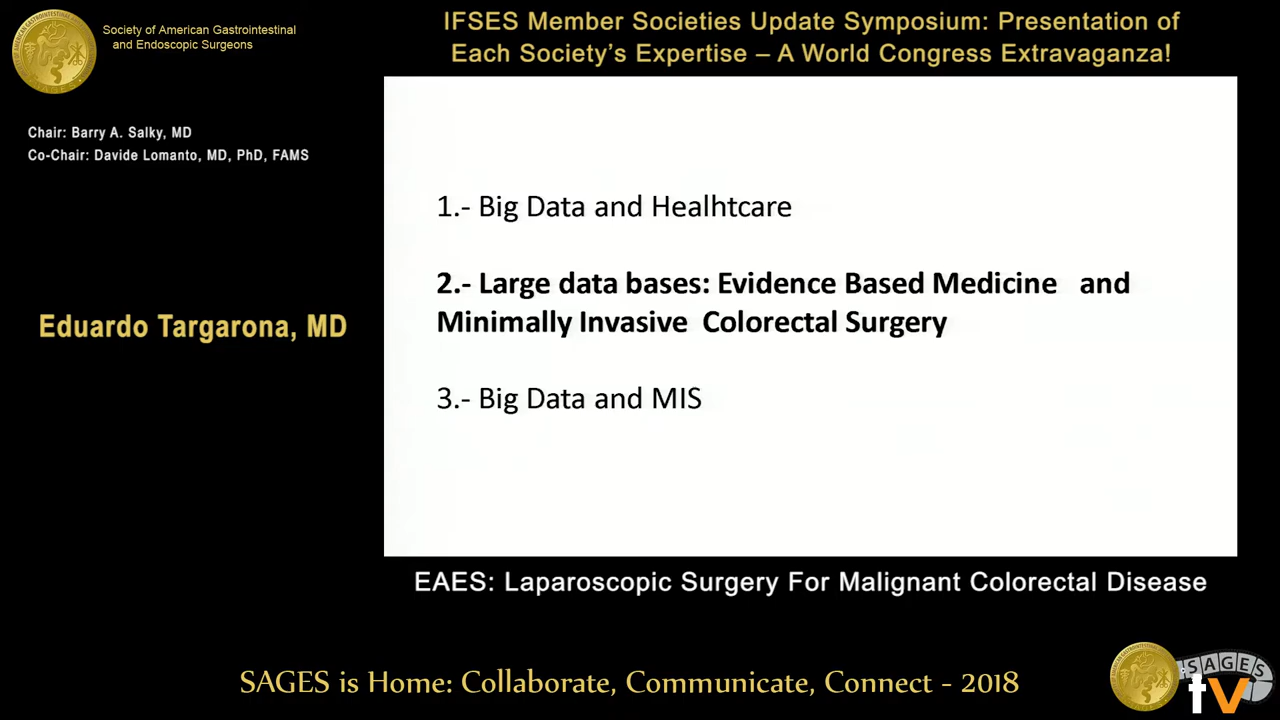 Society of American Gastrointestinal
and Endoscopic Surgeons
IFSES Member Societies Update Symposium: Presentation of
Each Society's Expertise – A World Congress Extravaganza!
Chair: Barry A. Salky, MD
Co-Chair: Davide Lomanto, MD, PhD, FAMS
Eduardo Targarona, MD
1.- Big Data and Healhtcare
2.- Large data bases: Evidence Based Medicine and
Minimally Invasive Colorectal Surgery
3.- Big Data and MIS
EAES: Laparoscopic Surgery For Malignant Colorectal Disease
SAGES is Home: Collaborate, Communicate, Connect - 2018
SAGES
tv